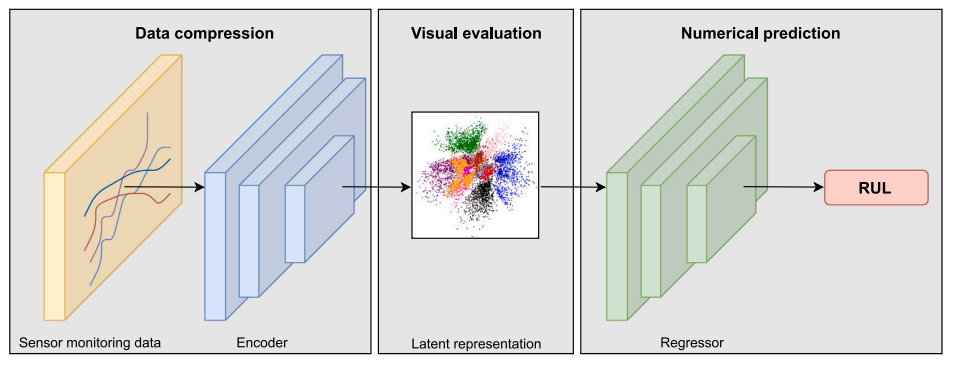 Data compression
Visual evaluation
Numerical prediction
RUL
Sensor monitoring data
Encoder
Latent representation
Regressor